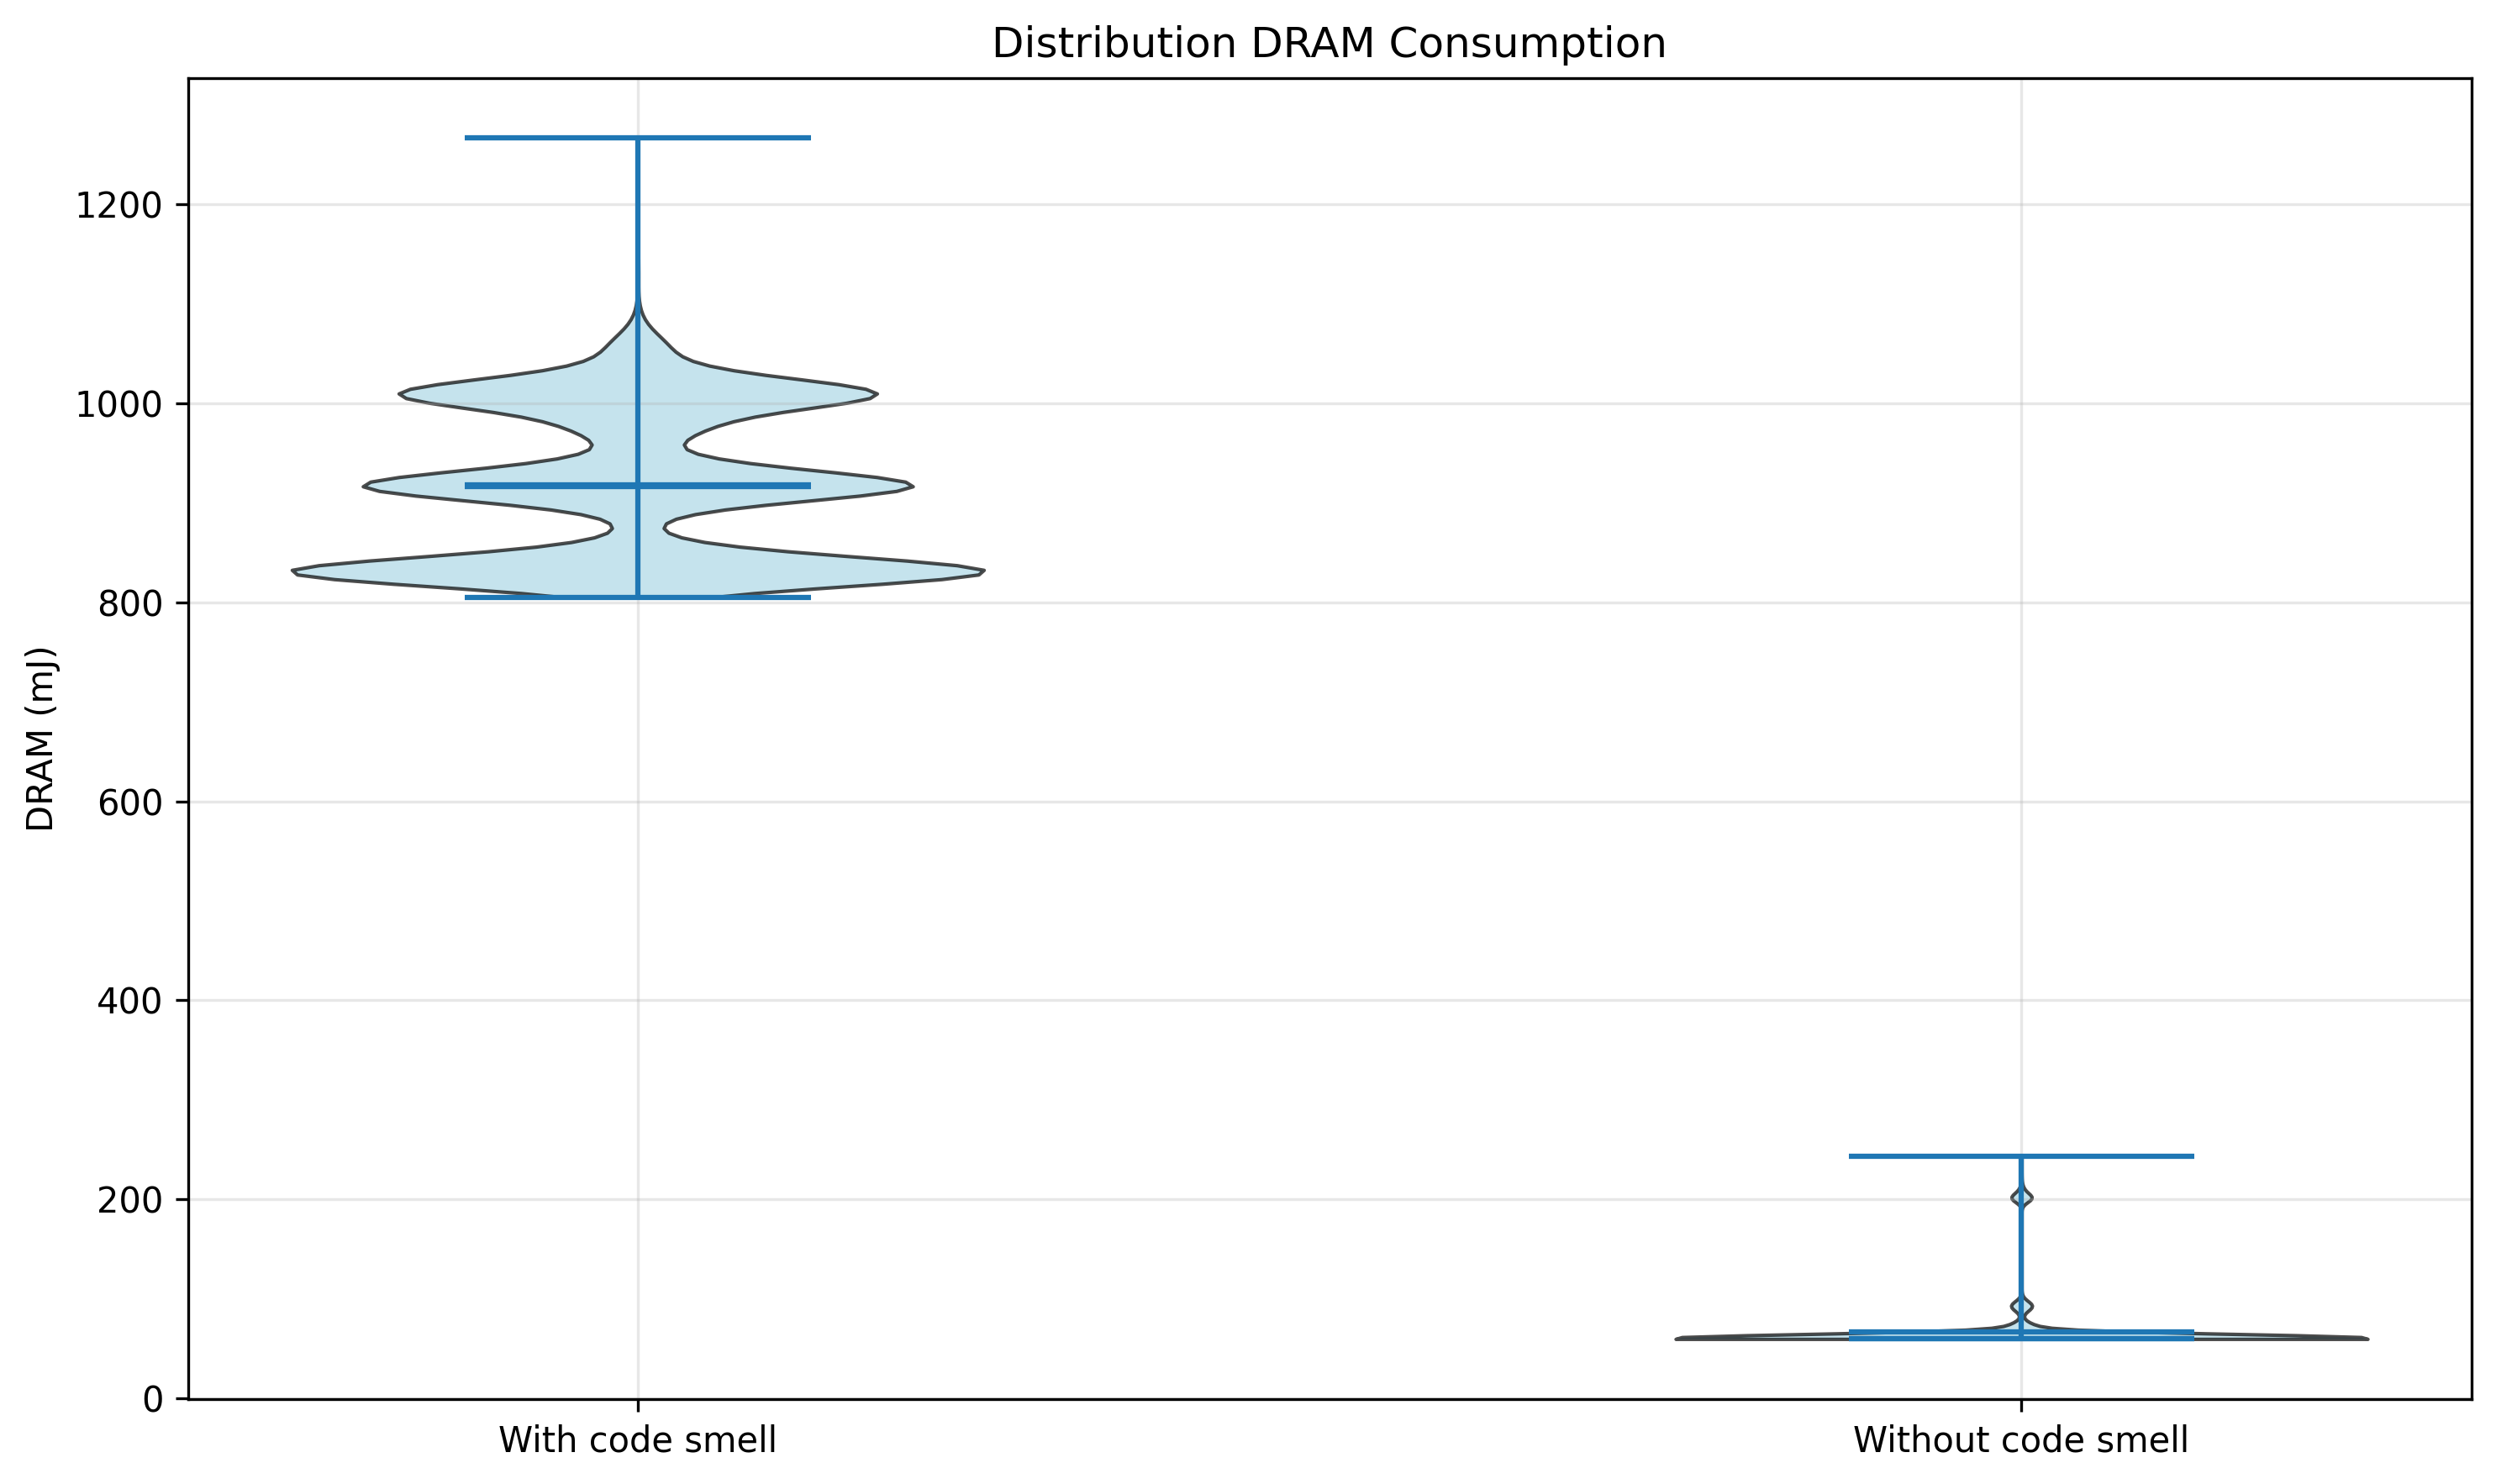 Distribution DRAM Consumption
DRAM (mJ)
1200
1000
800
600
400
200
0
With code smell
Without code smell